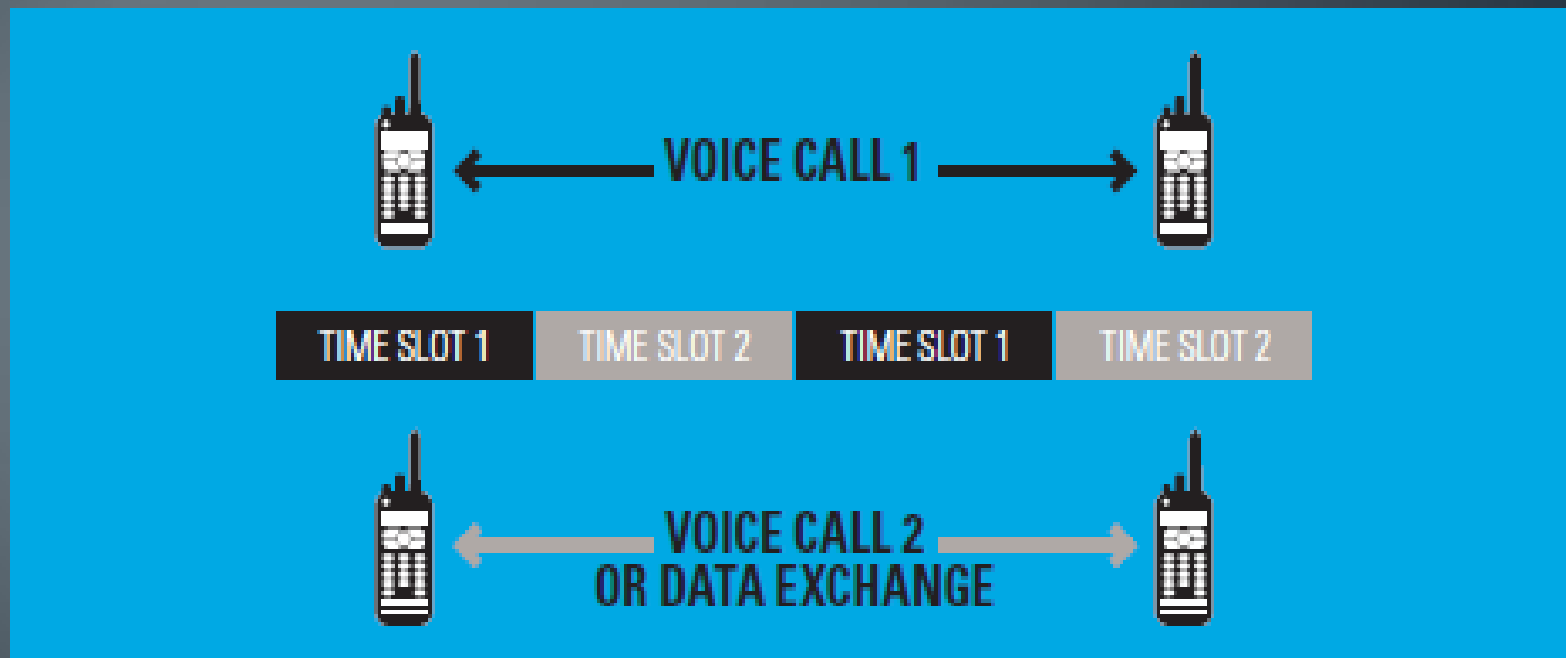 VOICE CALL 1
TIME SLOT 1 TIME SLOT 2 TIME SLOT 1 TIME SLOT 2
VOICE CALL 2
OR DATA EXCHANGE